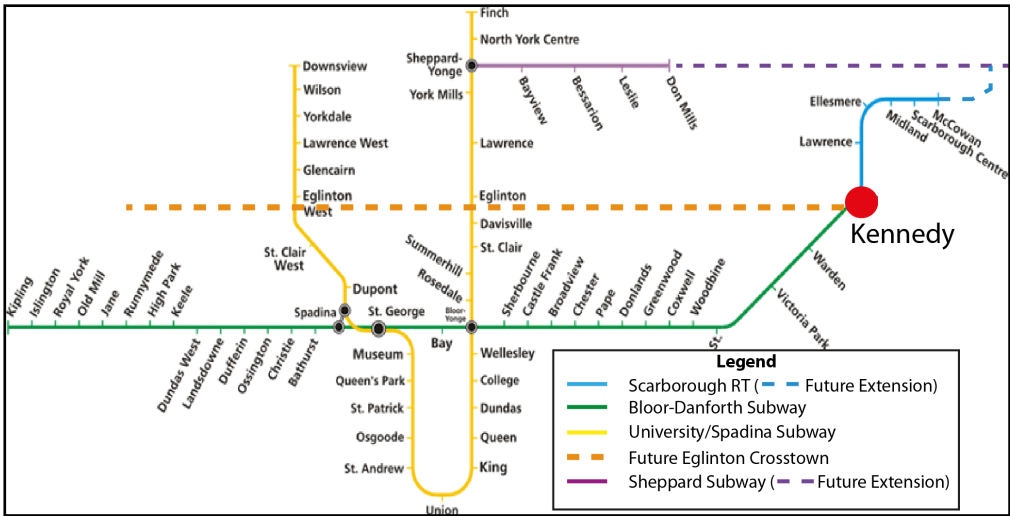 Finch
North York Centre
Sheppard-
Yonge
York Mills
Lawrence
Eglinton
Davisville
St. Clair
Summerhill
Rosedale
Bloor-
Yonge
Wellesley
College
Dundas
Queen
King
Union
Downsview
Wilson
Yorkdale
Lawrence West
Glencairn
Eglinton
West
St. Clair
West
Dupont
Spadina
St. George
Museum
Queen's Park
St. Patrick
Osgoode
St. Andrew
Bayview
Bessarion
Leslie
Don Mills
Ellesmere
Lawrence
Midland
Scarborough Centre
McCowan
Kennedy
Warden
Victoria Park
St.
Kipling
Islington
Royal York
Old Mill
Jane
Runnymede
High Park
Keele
Dundas West
Landsdowne
Dufferin
Ossington
Christie
Bathurst
Bay
Sherbourne
Castle Frank
Broadview
Chester
Pape
Donlands
Greenwood
Coxwell
Woodbine
Legend
Scarborough RT ( Future Extension)
Bloor-Danforth Subway
University/Spadina Subway
Future Eglinton Crosstown
Sheppard Subway ( Future Extension)